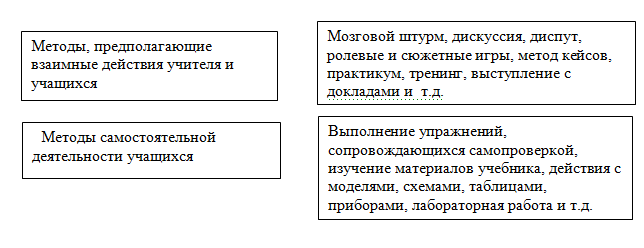 Методы, предполагающие
взаимные действия учителя и
учащихся
Мозговой штурм, дискуссия, диспут,
ролевые и сюжетные игры, метод кейсов,
практикум, тренинг, выступление с
докладами и т.д.
Методы самостоятельной
деятельности учащихся
Выполнение упражнений,
сопровождающихся самопроверкой,
изучение материалов учебника, действия с
моделями, схемами, таблицами,
приборами, лабораторная работа и т.д.